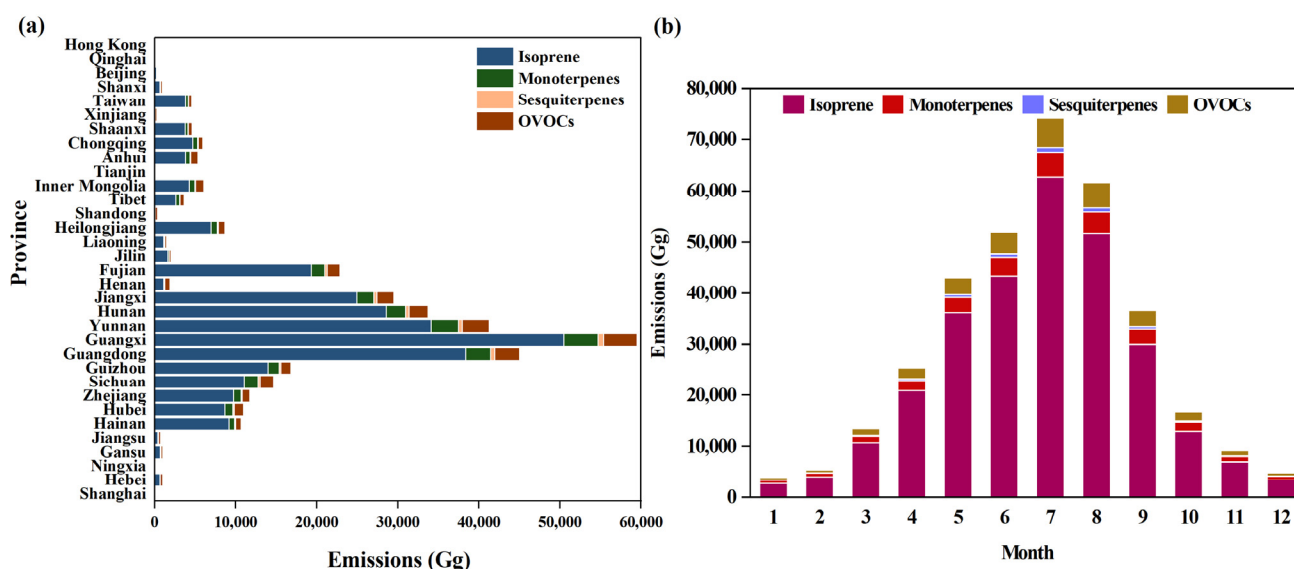 (a)
Province
Hong Kong
Qinghai
Beijing
Shanxi
Taiwan
Xinjiang
Shaanxi
Chongqing
Anhui
Tianjin
Inner Mongolia
Tibet
Shandong
Heilongjiang
Liaoning
Jilin
Fujian
Henan
Jiangxi
Hunan
Yunnan
Guangxi
Guangdong
Guizhou
Sichuan
Zhejiang
Hubei
Hainan
Jiangsu
Gansu
Ningxia
Hebei
Shanghai
Isoprene
Monoterpenes
Sesquiterpenes
OVOCs
0 10,000 20,000 30,000 40,000 50,000 60,000
Emissions (Gg)
(b)
Emissions (Gg)
80,000
70,000
60,000
50,000
40,000
30,000
20,000
10,000
0
Isoprene Monoterpenes Sesquiterpenes OVOCs
1 2 3 4 5 6 7 8 9 10 11 12
Month